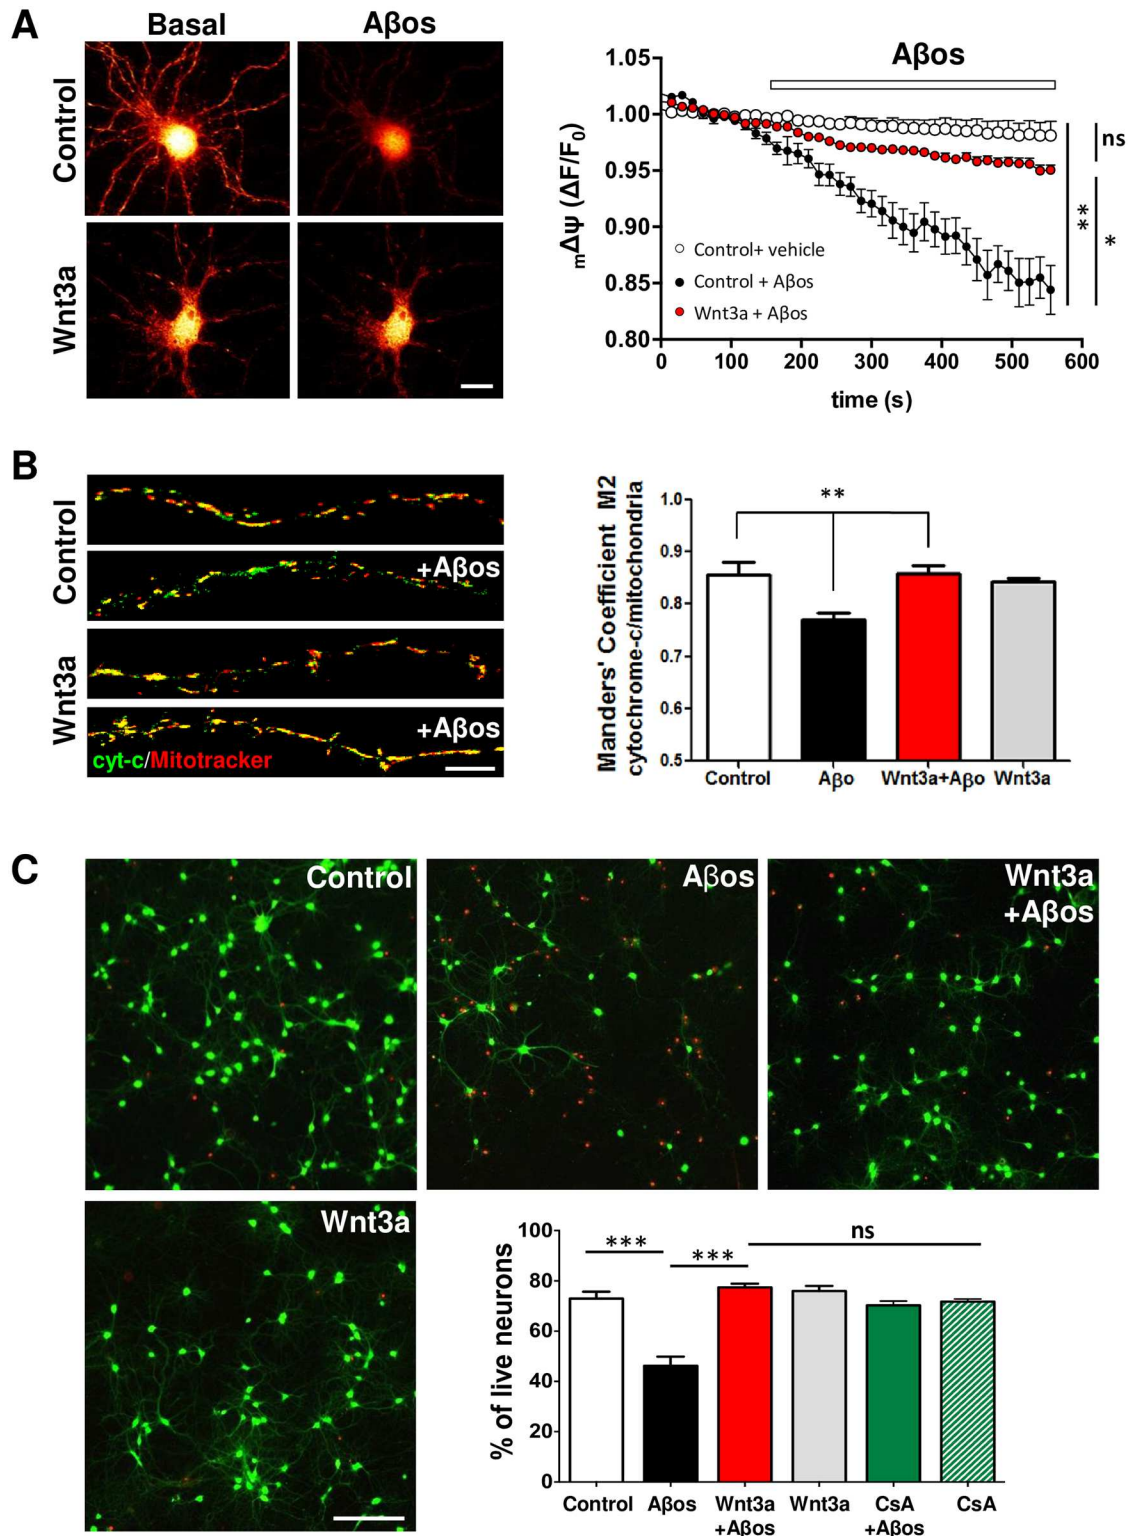 A
Basal
Aβos
Control
Wnt3a
Aβos
1.05
1.00
0.95
0.90
0.85
0.80
mΔψ (ΔF/F0)
Control+ vehicle
Control + Aβos
Wnt3a + Aβos
ns
**
*
0 100 200 300 400 500 600
time (s)
B
Control
+Aβos
Wnt3a
+Aβos
cyt-c/Mitotracker
Manders' Coefficient M2
cytochrome-c/mitochondria
**
1.0
0.9
0.8
0.7
0.6
0.5
Control Aβo Wnt3a+Aβo Wnt3a
C
Control
Aβos
Wnt3a
+Aβos
Wnt3a
% of live neurons
100
80
60
40
20
0
***
***
ns
Control Aβos Wnt3a Wnt3a CsA CsA
+Aβos +Aβos